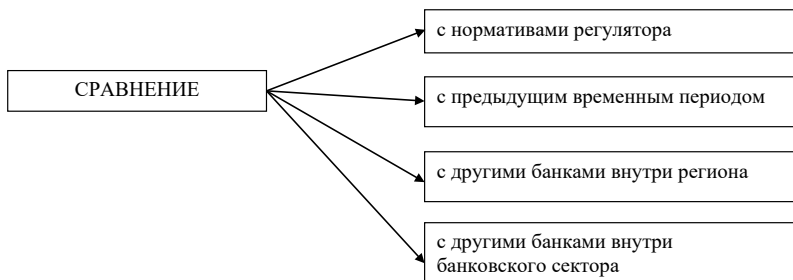 СРАВНЕНИЕ
с нормативами регулятора
с предыдущим временным периодом
с другими банками внутри региона
с другими банками внутри
банковского сектора